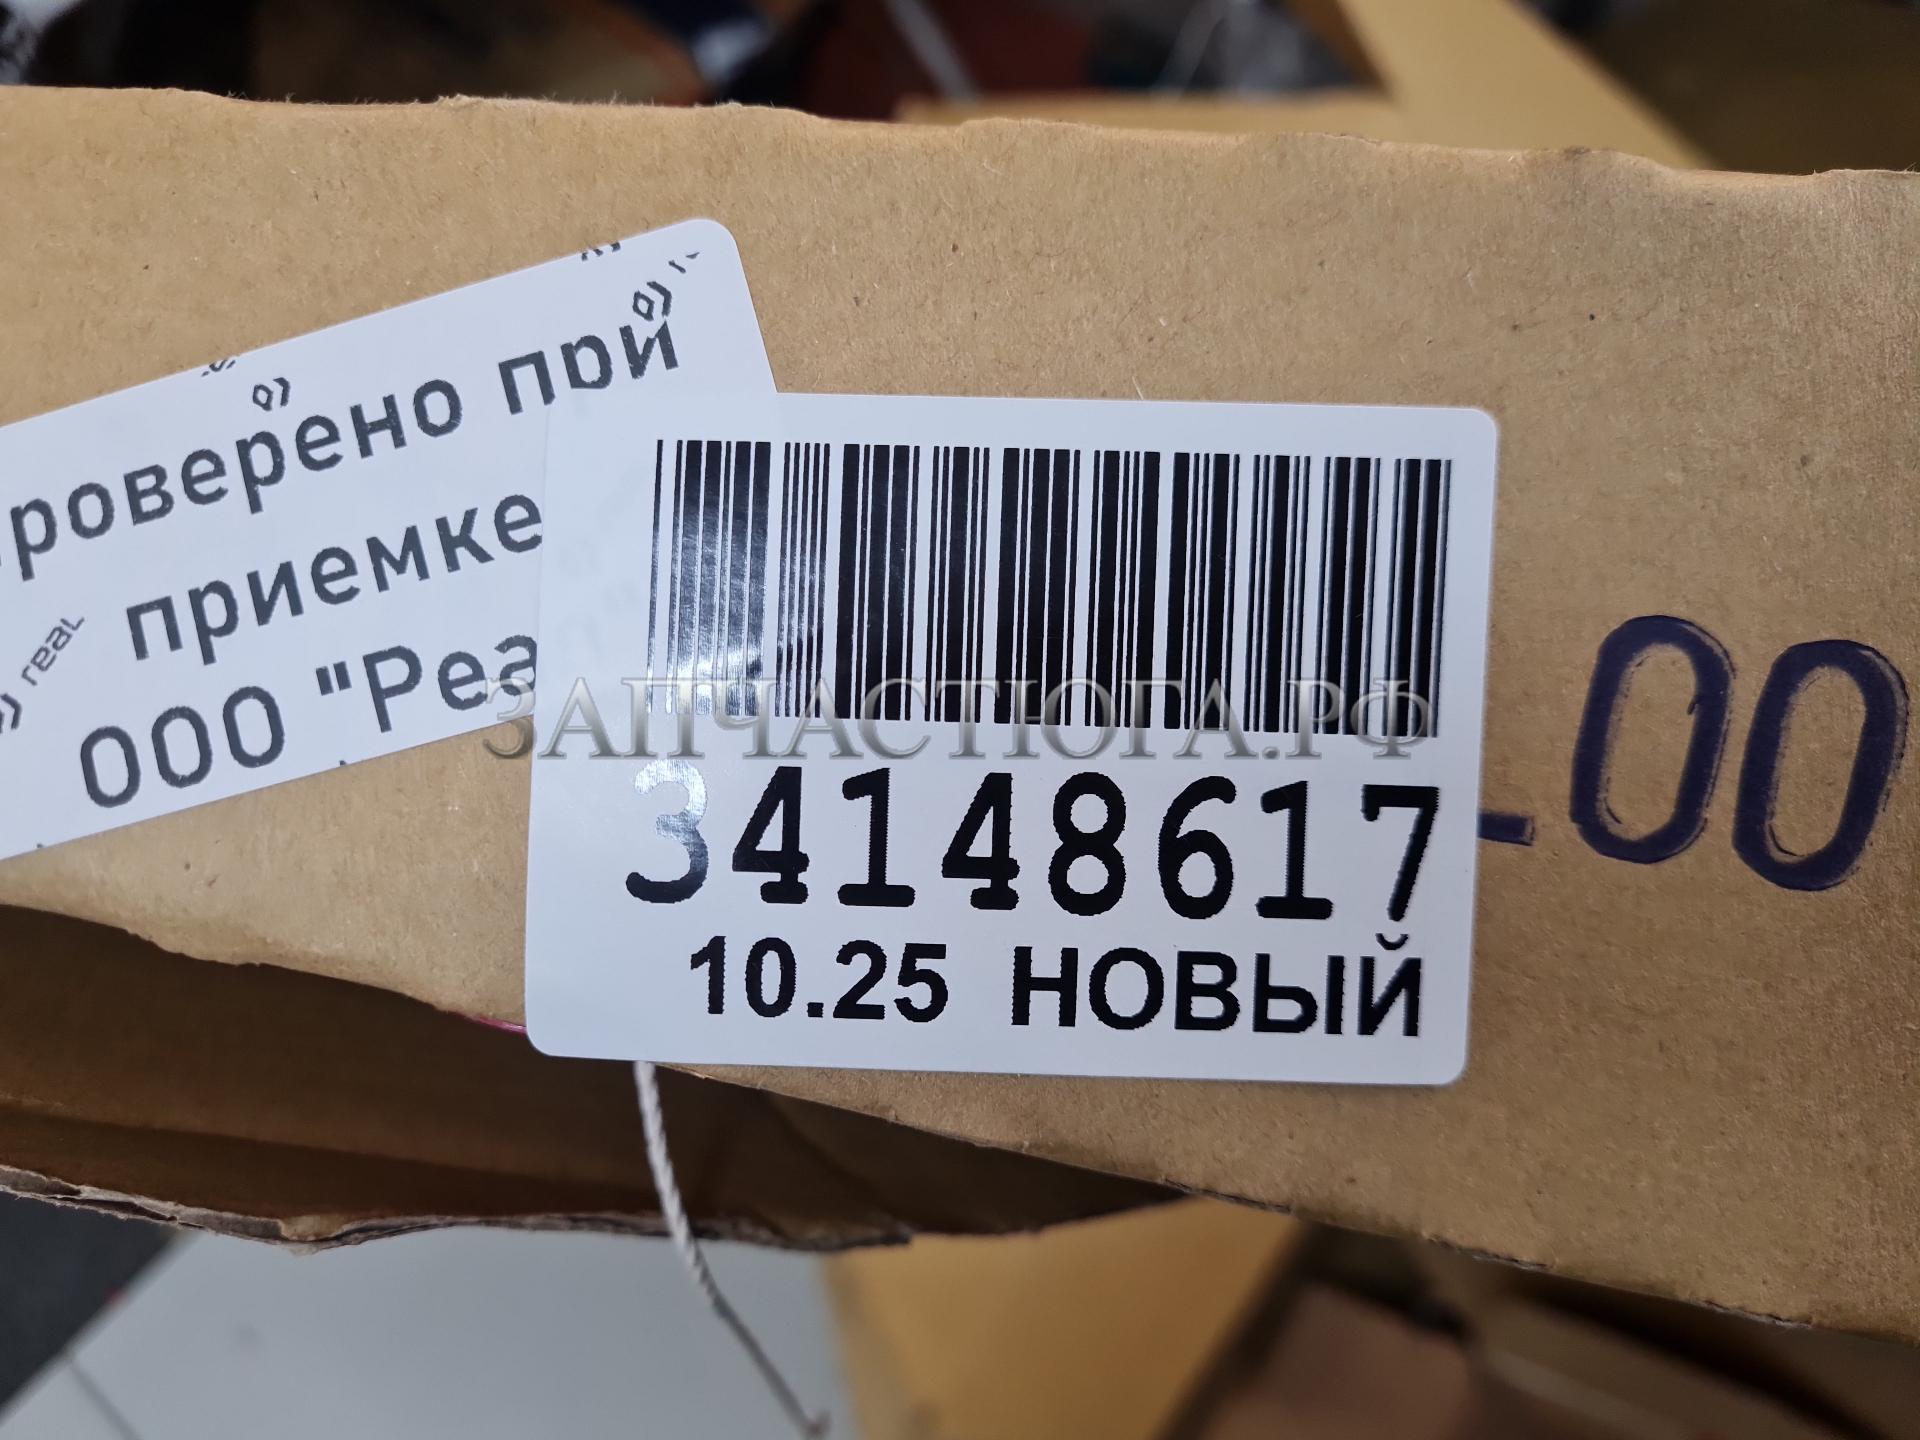 роверено при
приемке
real
ООО "Реа
ЗАПЧАСТЮГА.РФ
34148617
10.25 НОВЫЙ
-00